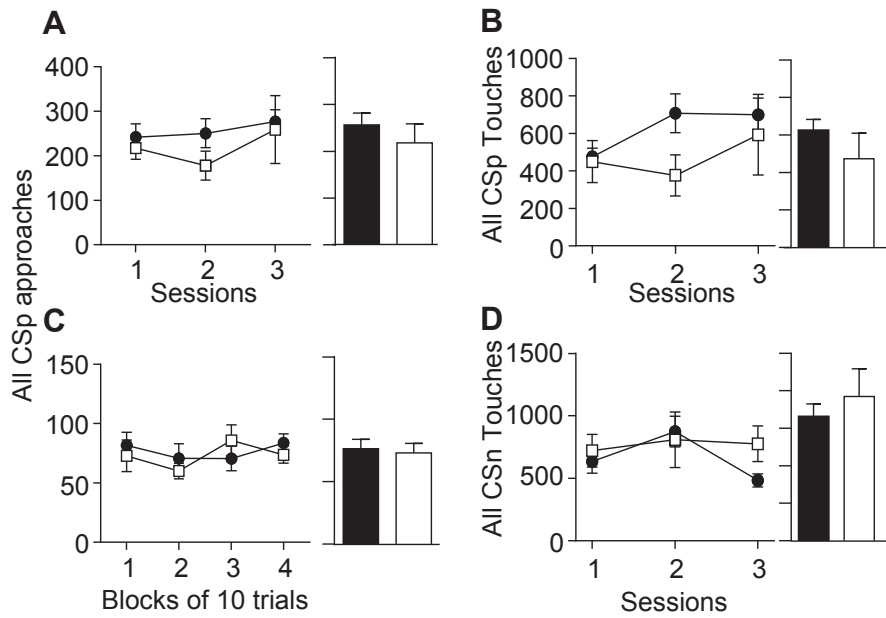 A
All CSp approaches
400
300
200
100
0
1 2 3
Sessions
B
All CSp Touches
1000
800
600
400
200
0
1 2 3
Sessions
C
150
100
50
0
1 2 3 4
Blocks of 10 trials
D
All CSn Touches
1500
1000
500
0
1 2 3
Sessions